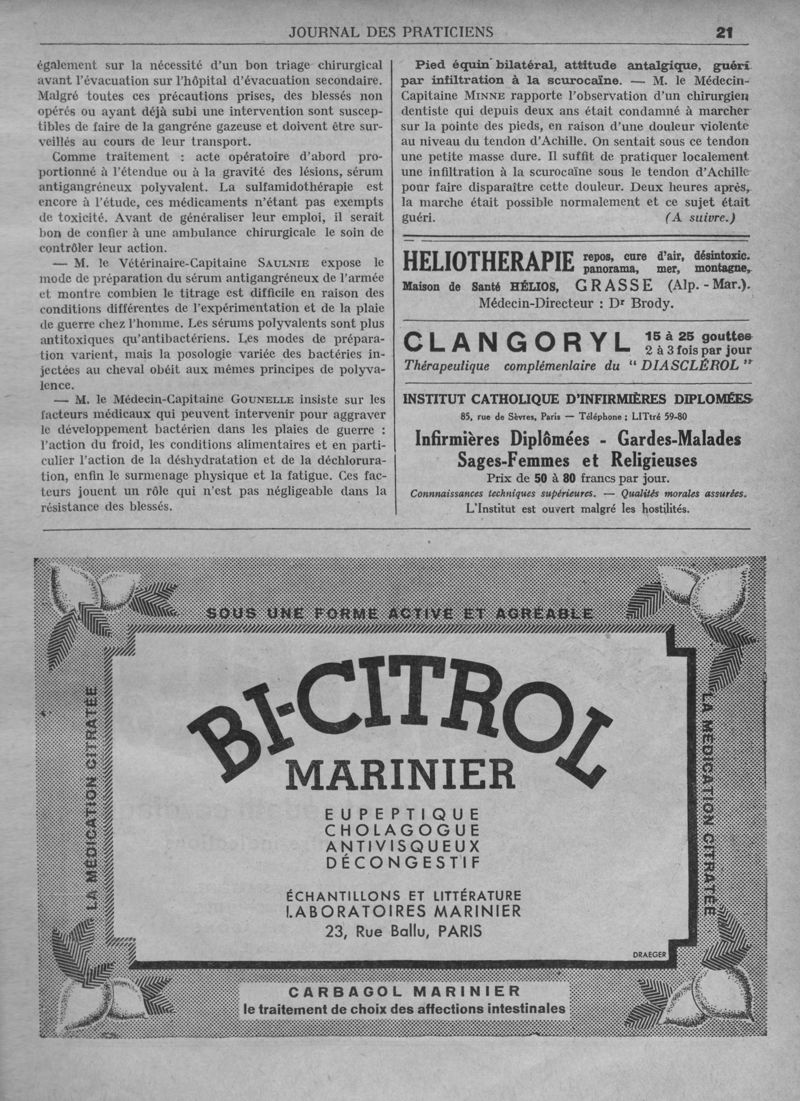 JOURNAL DES PRATICIENS 21
également sur la nécessité d'un bon triage chirurgical
avant l'évacuation sur l'hôpital d'évacuation secondaire.
Malgré toutes ces précautions prises, des blessés non
opérés ou ayant déjà subi une intervention sont suscep-
tibles de faire de la gangréne gazeuse et doivent être sur-
veillés au cours de leur transport.
Comme traitement : acte opératoire d'abord pro-
portionné à l'étendue ou à la gravité des lésions, sérum
antigangréneux polyvalent. La sulfamidothérapie est
encore à l'étude, ces médicaments n'étant pas exempts
de toxicité. Avant de généraliser leur emploi, il serait
bon de confier à une ambulance chirurgicale le soin de
contrôler leur action.
— M. le Vétérinaire-Capitaine SAULNIE expose le
mode de préparation du sérum antigangréneux de l'armée
et montre combien le titrage est difficile en raison des
conditions différentes de l'expérimentation et de la plaie
de guerre chez l'homme. Les sérums polyvalents sont plus
antitoxiques qu'antibactériens. Les modes de prépara-
tion varient, mais la posologie variée des bactéries in-
jectées au cheval obéit aux mêmes principes de polyva-
lence.
— M. le Médecin-Capitaine GOUNELLE insiste sur les
facteurs médicaux qui peuvent intervenir pour aggraver
le développement bactérien dans les plaies de guerre :
l'action du froid, les conditions alimentaires et en parti-
culier l'action de la déshydratation et de la déchlorura-
tion, enfin le surmenage physique et la fatigue. Ces fac-
teurs jouent un rôle qui n'est pas négligeable dans la
résistance des blessés.
Pied équin bilatéral, attitude antalgique, guéri
par infiltration à la scurocaïne. — M. le Médecin-
Capitaine MINNE rapporte l'observation d'un chirurgien
dentiste qui depuis deux ans était condamné à marcher
sur la pointe des pieds, en raison d'une douleur violente
au niveau du tendon d'Achille. On sentait sous ce tendon
une petite masse dure. Il suffit de pratiquer localement
une infiltration à la scurocaïne sous le tendon d'Achille
pour faire disparaître cette douleur. Deux heures après,
la marche était possible normalement et ce sujet était
guéri. (A suivre.)
HELIOTHERAPIE repos, cure d'air, désintoxic.
panorama, mer, montagne,
Maison de Santé HÉLIOS, GRASSE (Alp.-Mar.).
Médecin-Directeur : Dr Brody.
CLANGORYL 15 à 25 gouttes
2 à 3 fois par jour
Thérapeulique complémenlaire du " DIASCLÉROL "
INSTITUT CATHOLIQUE D'INFIRMIÈRES DIPLOMÉES
85, rue de Sèvres, Paris — Téléphone ; LITtré 59-80
Infirmières Diplômées - Gardes-Malades
Sages-Femmes et Religieuses
Prix de 50 à 80 francs par jour.
Connnaissances techniques supérieures. — Qualités morales assurées.
L'Institut est ouvert malgré les hostilités.
SOUS UNE FORME ACTIVE ET AGRÉABLE
LA MÉDICATION CITRATÉE
BI-CITROL
MARINIER
EUPEPTIQUE
CHOLAGOGUE
ANTIVISQUEUX
DÉCONGESTIF
ÉCHANTILLONS ET LITTÉRATURE
LABORATOIRES MARINIER
23, Rue Ballu, PARIS
DRAEGER
LA MÉDICATION CITRATÉE
CARBAGOL MARINIER
le traitement de choix des affections intestinales